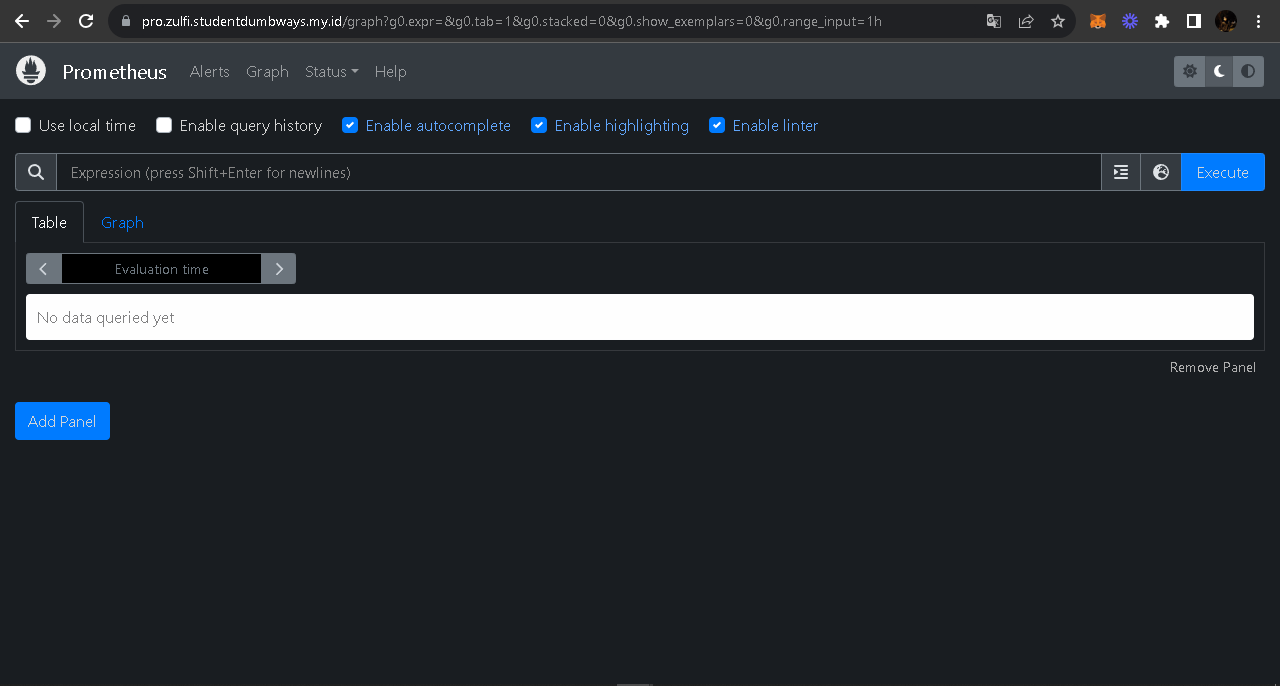 pro.zulfi.studentdumbways.my.id/graph?g0.expr=&g0.tab=1&g0.stacked=0&g0.show_exemplars=0&g0.range_input=1h
Prometheus Alerts Graph Status Help
Use local time Enable query history Enable autocomplete Enable highlighting Enable linter
Expression (press Shift+Enter for newlines) Execute
Table Graph
Evaluation time
No data queried yet
Remove Panel
Add Panel